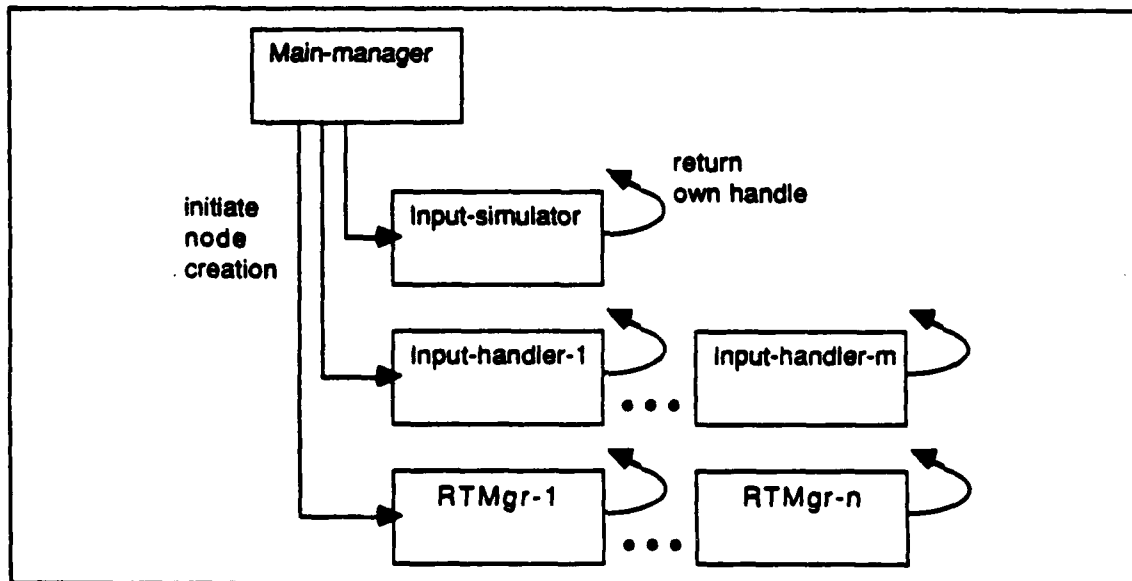 Main-manager
return
own handle
initiate
node
creation
Input-simulator
Input-handler-1
Input-handler-m
• • •
RTMgr-1
RTMgr-n
• • •